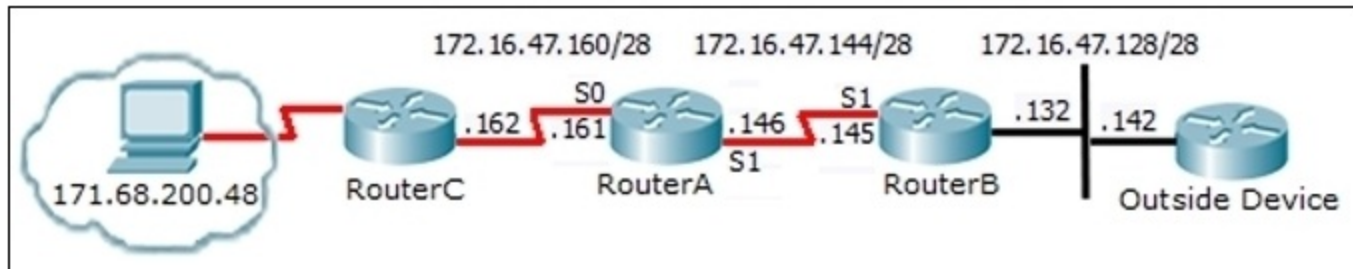 172.16.47.160/28 172.16.47.144/28 172.16.47.128/28
S0 S1
.162 .161 .146 .145 .132 .142
S1
RouterC RouterA RouterB Outside Device
171.68.200.48